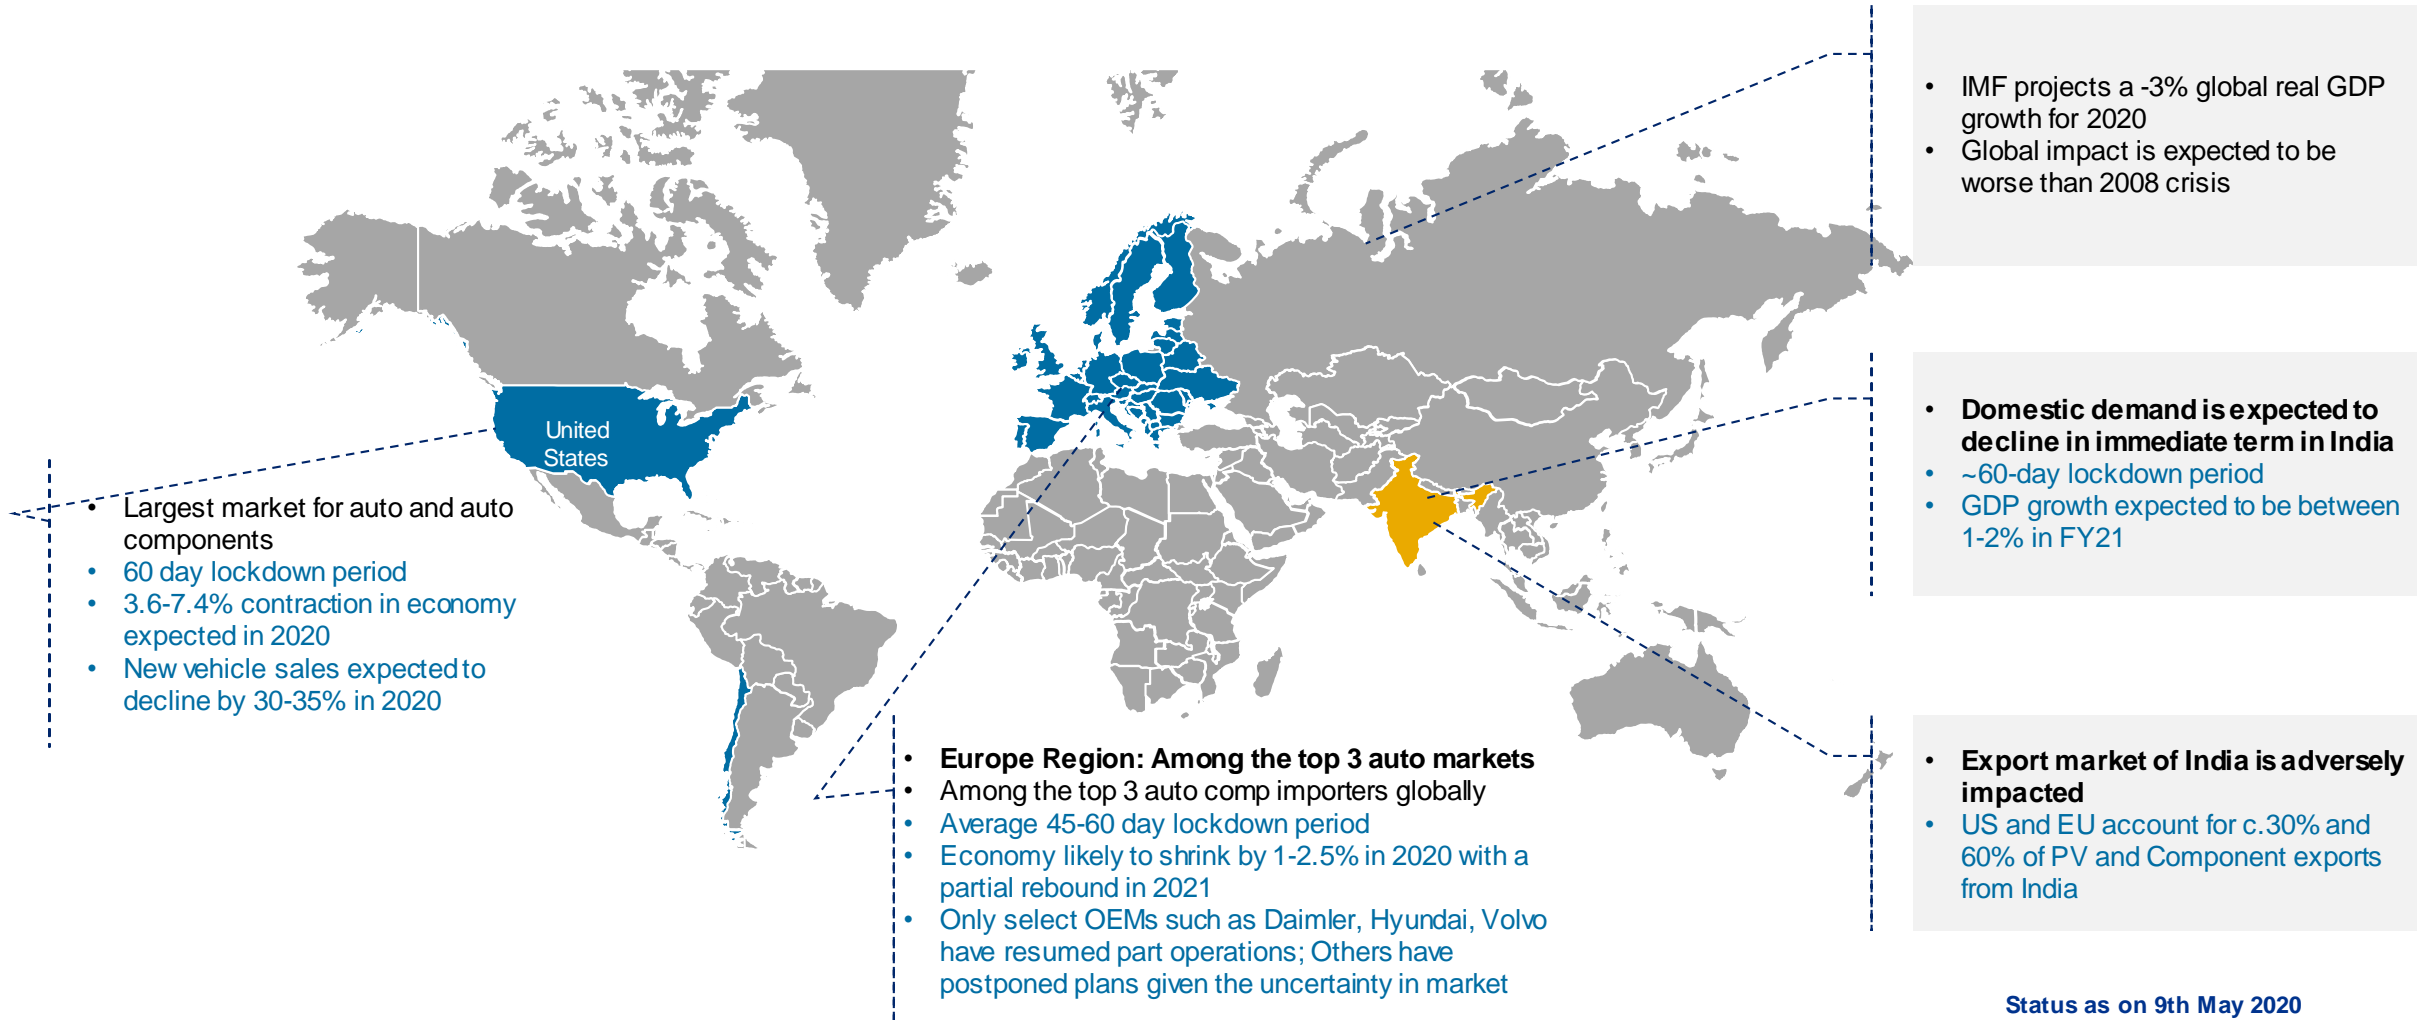 • IMF projects a -3% global real GDP
growth for 2020
• Global impact is expected to be
worse than 2008 crisis
• Domestic demand is expected to
decline in immediate term in India
• ~60-day lockdown period
• GDP growth expected to be between
1-2% in FY21
United
States
• Largest market for auto and auto
components
• 60 day lockdown period
• 3.6-7.4% contraction in economy
expected in 2020
• New vehicle sales expected to
decline by 30-35% in 2020
• Europe Region: Among the top 3 auto markets
• Among the top 3 auto comp importers globally
• Average 45-60 day lockdown period
• Economy likely to shrink by 1-2.5% in 2020 with a
partial rebound in 2021
• Only select OEMs such as Daimler, Hyundai, Volvo
have resumed part operations; Others have
postponed plans given the uncertainty in market
• Export market of India is adversely
impacted
• US and EU account for c.30% and
60% of PV and Component exports
from India
Status as on 9th May 2020